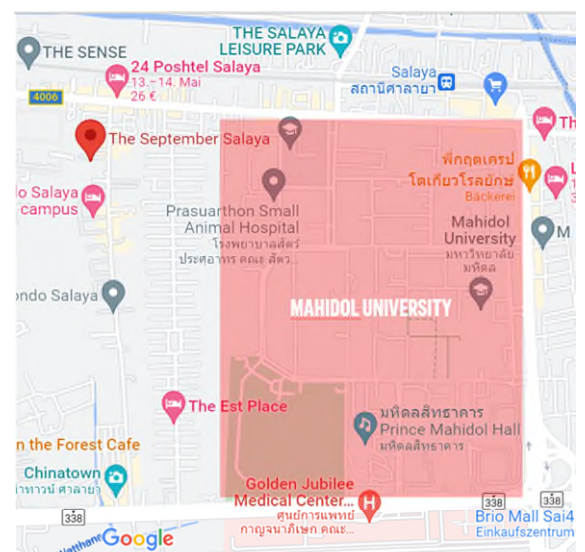 THE SALAYA
LEISURE PARK
THE SENSE
24 Poshtel Salaya
13.–14. Mai
26 €
Salaya
สถานีศาลายา
4006
Th
The September Salaya
พี่กฤตเครป
โตเกียวโรลยักษ์
Bäckerei
L
3
lo Salaya
campus
Prasuarthon Small
Animal Hospital
โรงพยาบาลสัตว์
ประศุอาทร คณะ สัตว...
Mahidol
University
มหาวิทยาลัย
มหิดล
M
ondo Salaya
MAHIDOL UNIVERSITY
The Est Place
มหิดลสิทธาคาร
Prince Mahidol Hall
มหิดลสิทธาคาร
n the Forest Cafe
Chinatown
าทาวน์ ศาลายา
Golden Jubilee
Medical Center...
ศูนย์การแพทย์
กาญจนาภิเษก คณะ...
338
338
338
Brio Mall Sai4
Einkaufszentrum
Google